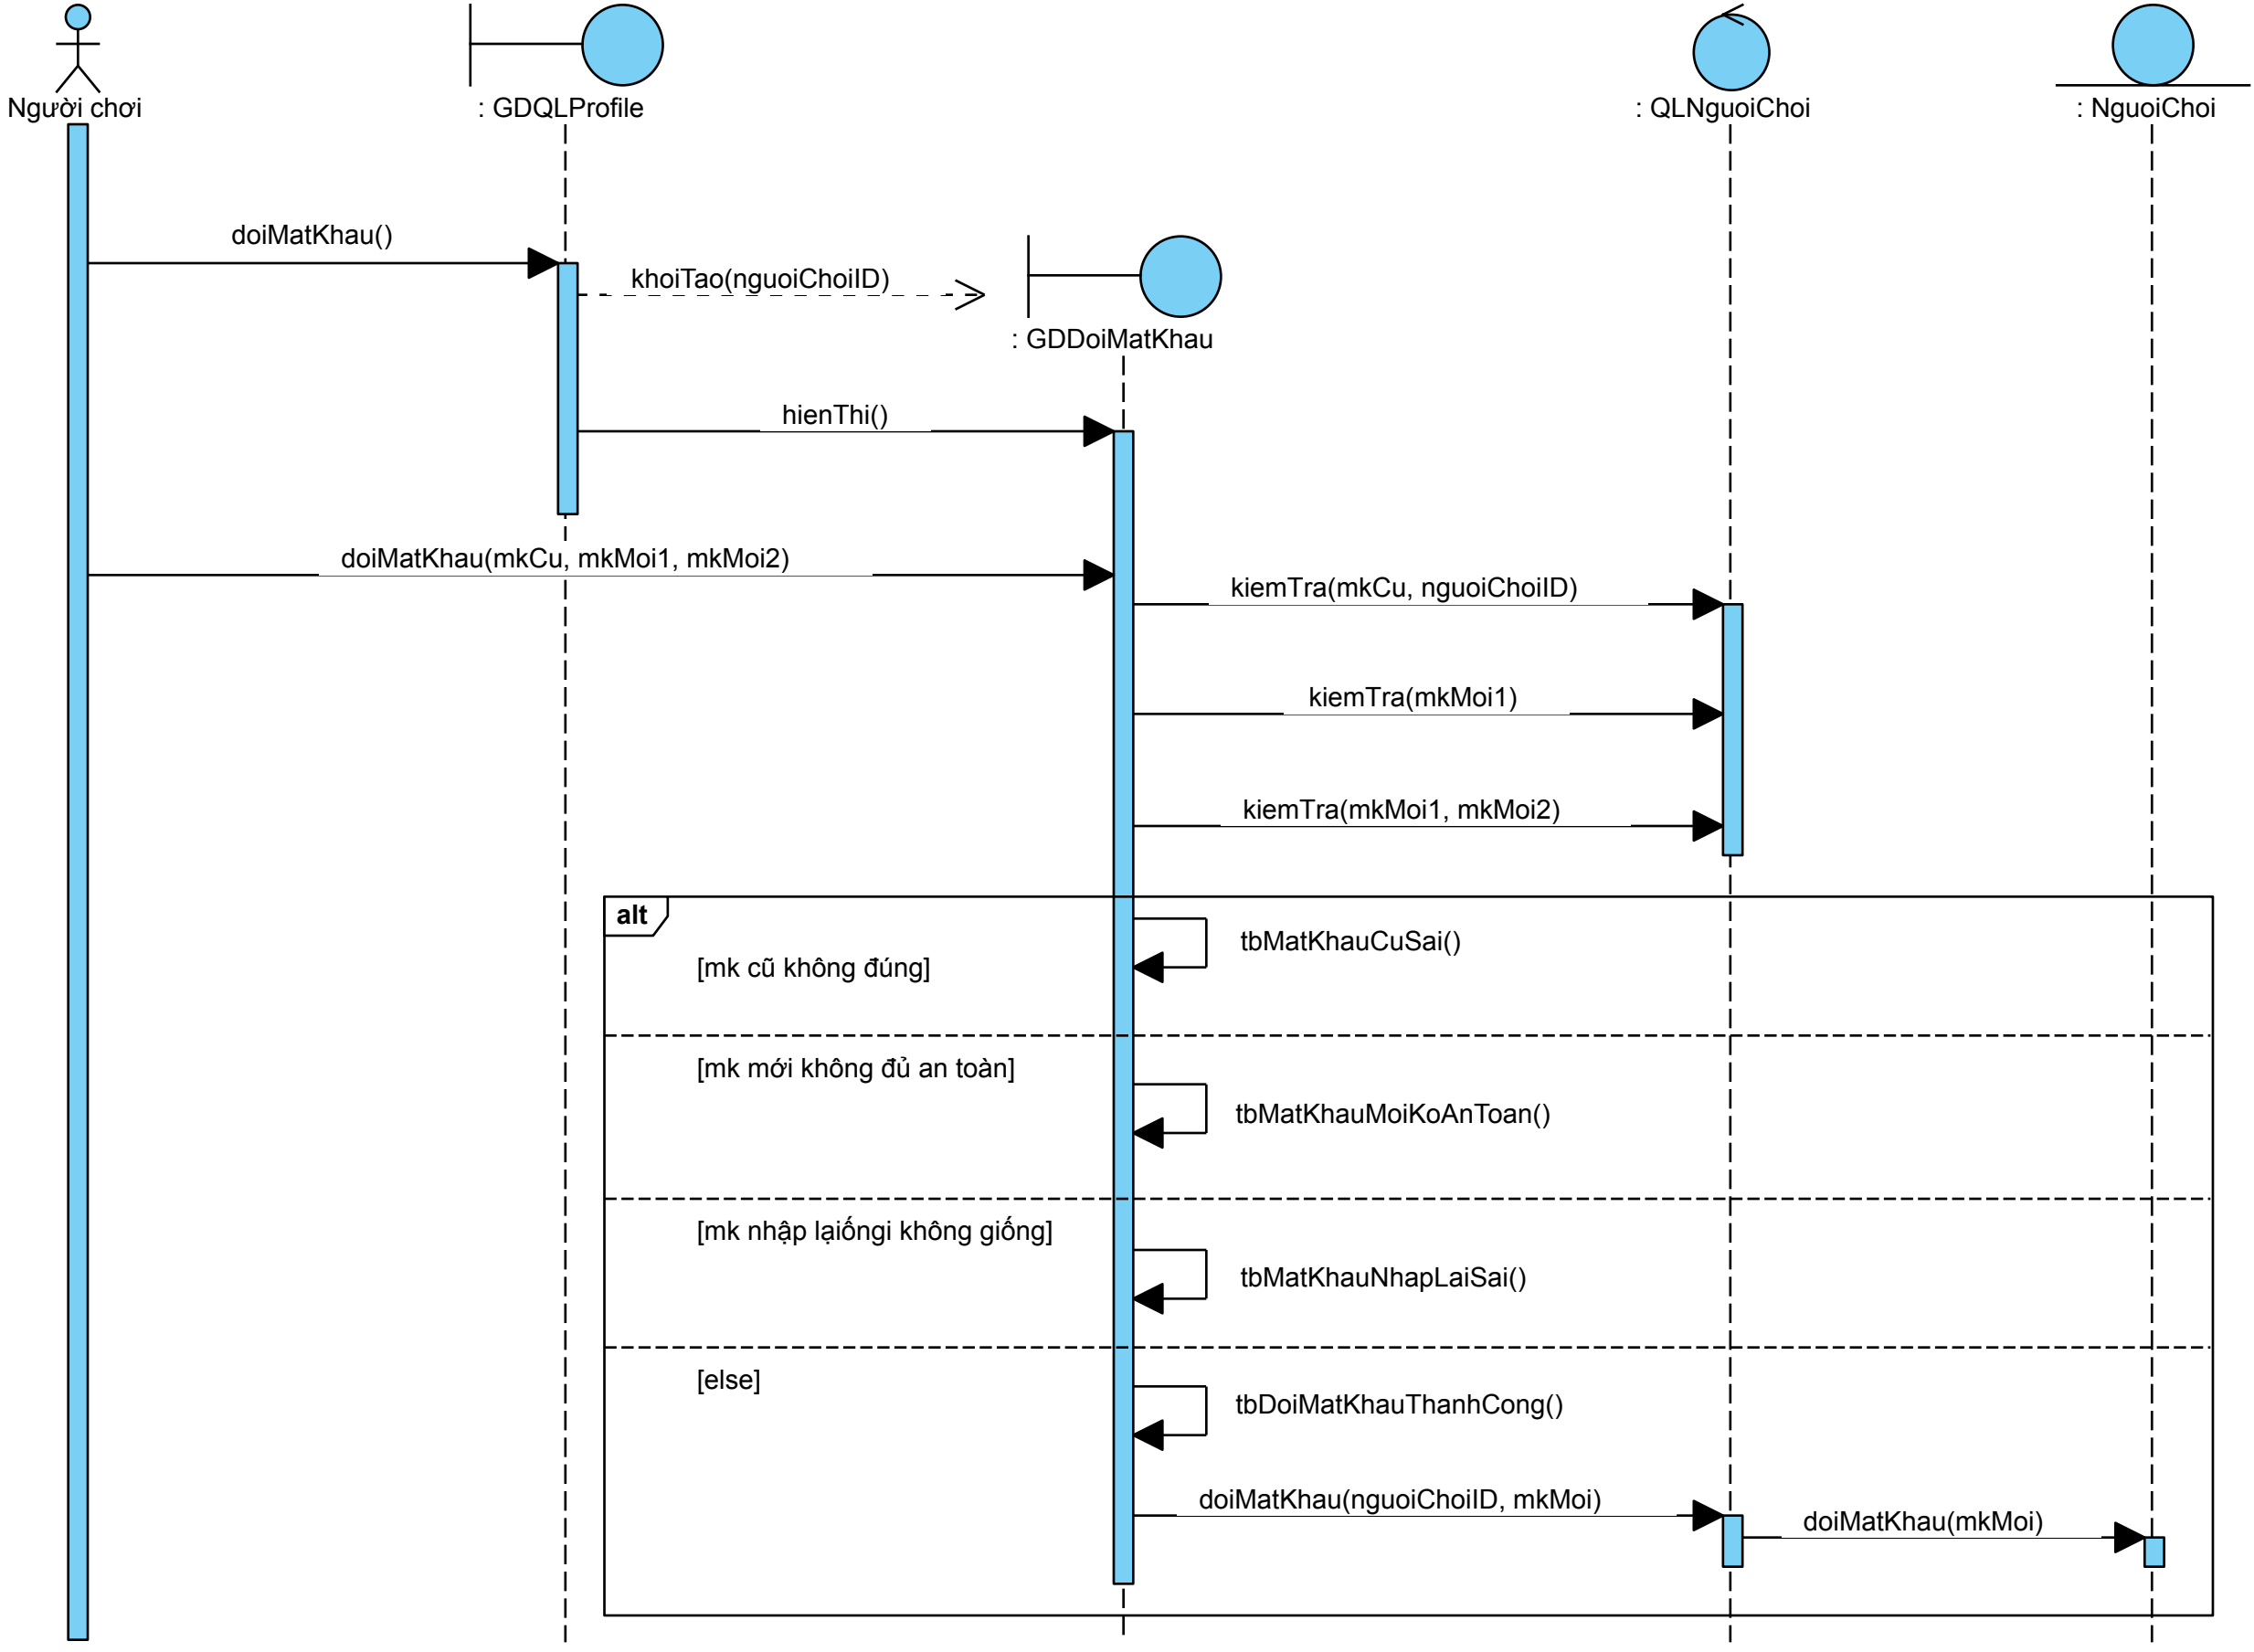 Người chơi
: GDQLProfile
: QLNguoiChoi
: NguoiChoi
doiMatKhau()
khoiTao(nguoiChoiID)
: GDDoiMatKhau
hienThi()
doiMatKhau(mkCu, mkMoi1, mkMoi2)
kiemTra(mkCu, nguoiChoiID)
kiemTra(mkMoi1)
kiemTra(mkMoi1, mkMoi2)
alt
tbMatKhauCuSai()
[mk cũ không đúng]
[mk mới không đủ an toàn]
tbMatKhauMoiKoAnToan()
[mk nhập lạiốngi không giống]
tbMatKhauNhapLaiSai()
[else]
tbDoiMatKhauThanhCong()
doiMatKhau(nguoiChoiID, mkMoi)
doiMatKhau(mkMoi)